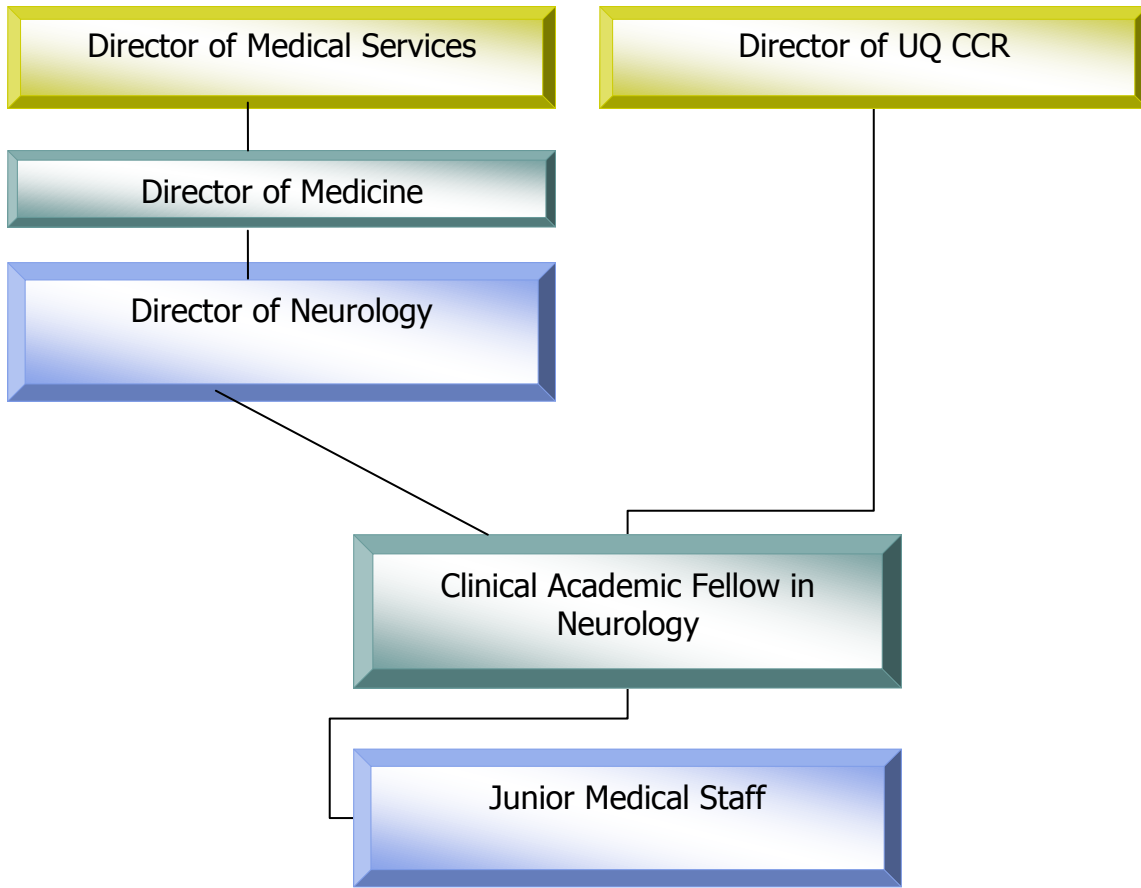 Director of Medical Services
Director of UQ CCR
Director of Medicine
Director of Neurology
Clinical Academic Fellow in
Neurology
Junior Medical Staff